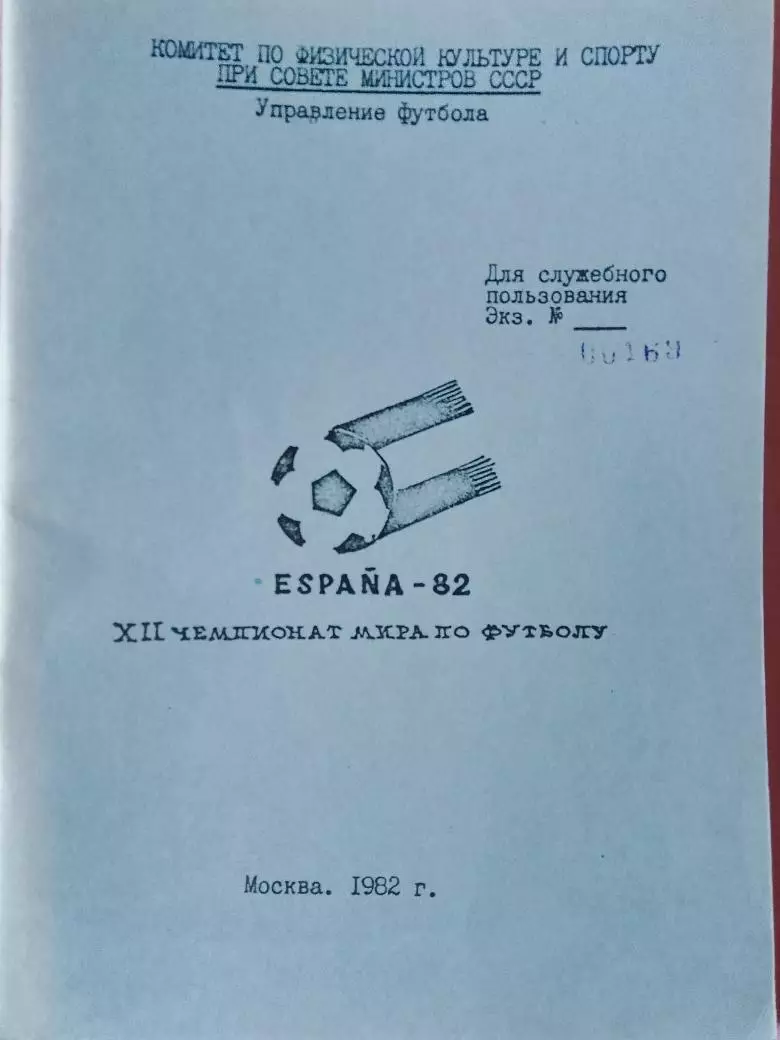 КОМИТЕТ ПО ФИЗИЧЕСКОЙ КУЛЬТУРЕ И СПОРТУ
ПРИ СОВЕТЕ МИНИСТРОВ СССР
Управление футбола
Для служебного
пользования
Экз. № ___
ESPAÑA-82
XII ЧЕМПИОНАТ МИРА ПО ФУТБОЛУ
Москва. 1982 г.